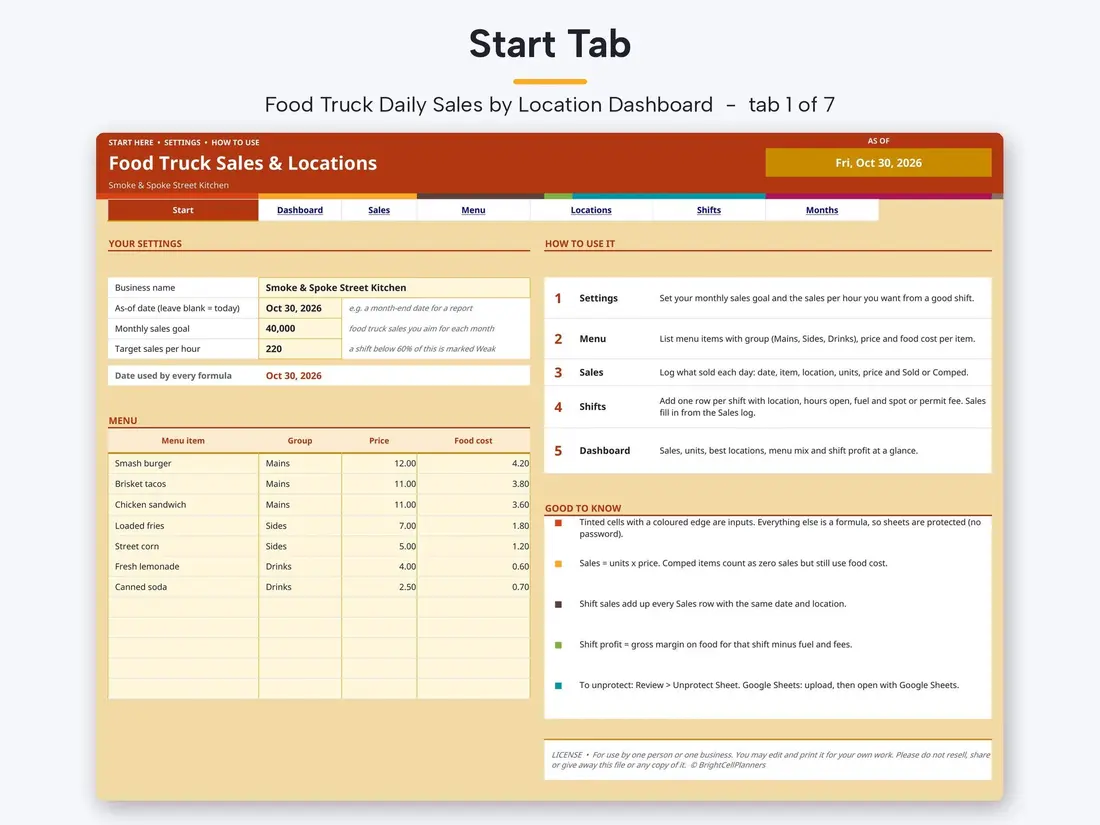 Start Tab
Food Truck Daily Sales by Location Dashboard - tab 1 of 7
START HERE • SETTINGS • HOW TO USE
AS OF
Food Truck Sales & Locations
Fri, Oct 30, 2026
Smoke & Spoke Street Kitchen
Start Dashboard Sales Menu Locations Shifts Months
YOUR SETTINGS
Business name Smoke & Spoke Street Kitchen
As-of date (leave blank = today) Oct 30, 2026 e.g. a month-end date for a report
Monthly sales goal 40,000 food truck sales you aim for each month
Target sales per hour 220 a shift below 60% of this is marked Weak
Date used by every formula Oct 30, 2026
MENU
Menu item Group Price Food cost
Smash burger Mains 12.00 4.20
Brisket tacos Mains 11.00 3.80
Chicken sandwich Mains 11.00 3.60
Loaded fries Sides 7.00 1.80
Street corn Sides 5.00 1.20
Fresh lemonade Drinks 4.00 0.60
Canned soda Drinks 2.50 0.70
HOW TO USE IT
1 Settings Set your monthly sales goal and the sales per hour you want from a good shift.
2 Menu List menu items with group (Mains, Sides, Drinks), price and food cost per item.
3 Sales Log what sold each day: date, item, location, units, price and Sold or Comped.
4 Shifts Add one row per shift with location, hours open, fuel and spot or permit fee. Sales
fill in from the Sales log.
5 Dashboard Sales, units, best locations, menu mix and shift profit at a glance.
GOOD TO KNOW
Tinted cells with a coloured edge are inputs. Everything else is a formula, so sheets are protected (no
password).
Sales = units x price. Comped items count as zero sales but still use food cost.
Shift sales add up every Sales row with the same date and location.
Shift profit = gross margin on food for that shift minus fuel and fees.
To unprotect: Review > Unprotect Sheet. Google Sheets: upload, then open with Google Sheets.
LICENSE • For use by one person or one business. You may edit and print it for your own work. Please do not resell, share
or give away this file or any copy of it. © BrightCellPlanners